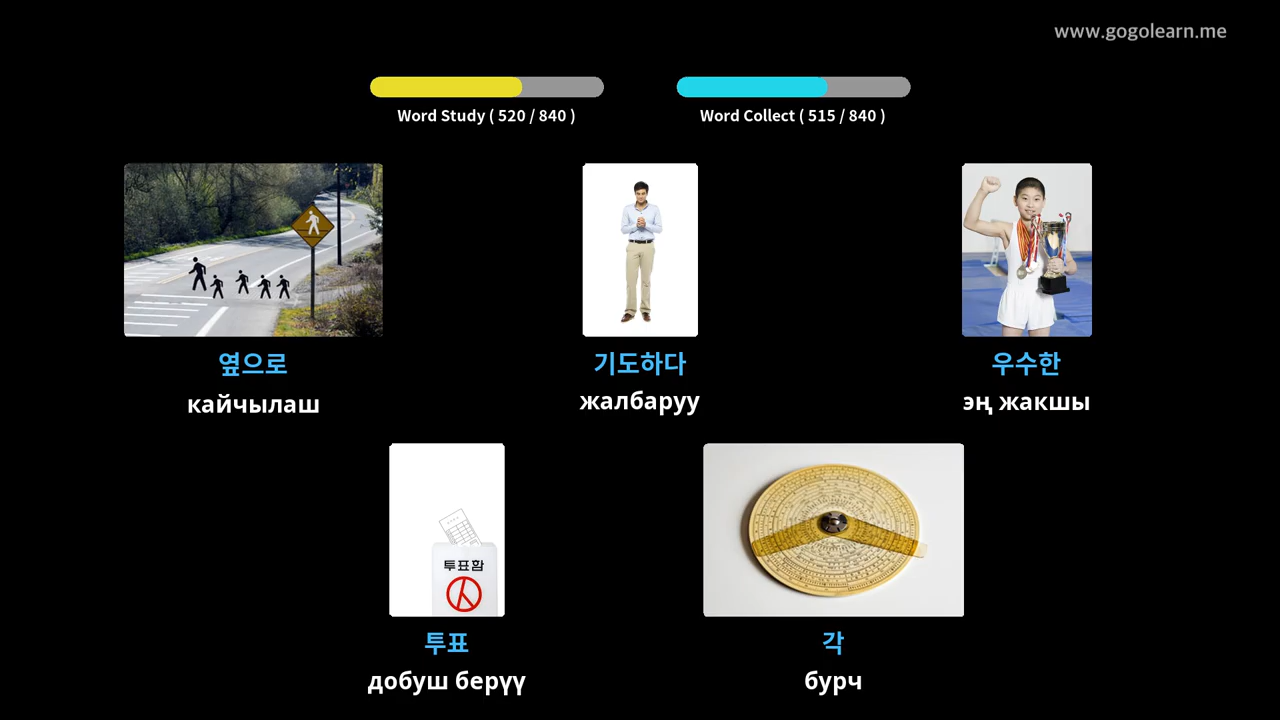 www.gogolearn.me
Word Study ( 520 / 840 )
Word Collect ( 515 / 840 )
옆으로
кайчылаш
기도하다
жалбаруу
우수한
эң жакшы
투표함
투표
добуш берүү
각
бурч